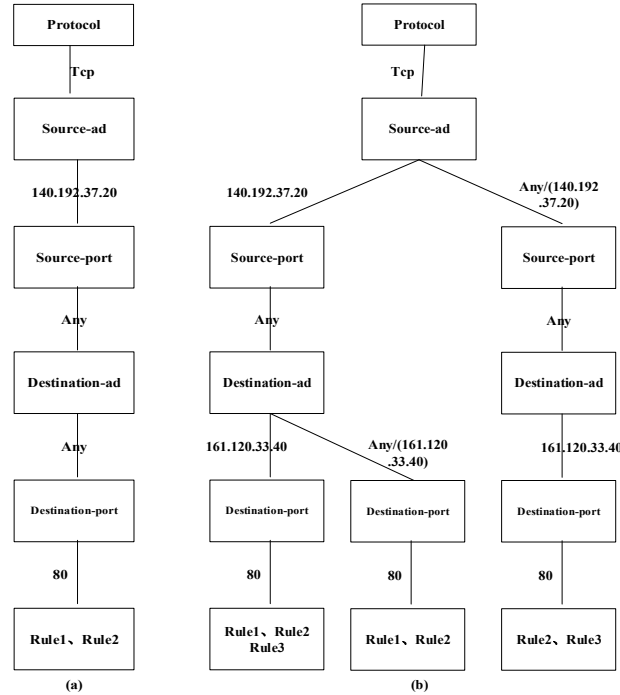 Protocol
Tcp
Source-ad
140.192.37.20
Source-port
Any
Destination-ad
Any
Destination-port
80
Rule1、Rule2
(a)
Protocol
Tcp
Source-ad
140.192.37.20
Any/(140.192
.37.20)
Source-port
Source-port
Any
Any
Destination-ad
Destination-ad
161.120.33.40
Any/(161.120
.33.40)
161.120.33.40
Destination-port
Destination-port
Destination-port
80
80
80
Rule1、Rule2
Rule3
Rule1、Rule2
Rule2、Rule3
(b)